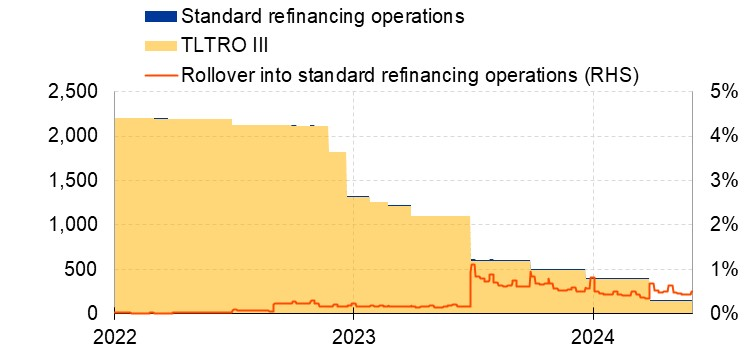 Standard refinancing operations
TLTRO III
Rollover into standard refinancing operations (RHS)
2,500 5%
2,000 4%
1,500 3%
1,000 2%
500 1%
0 0%
2022 2023 2024